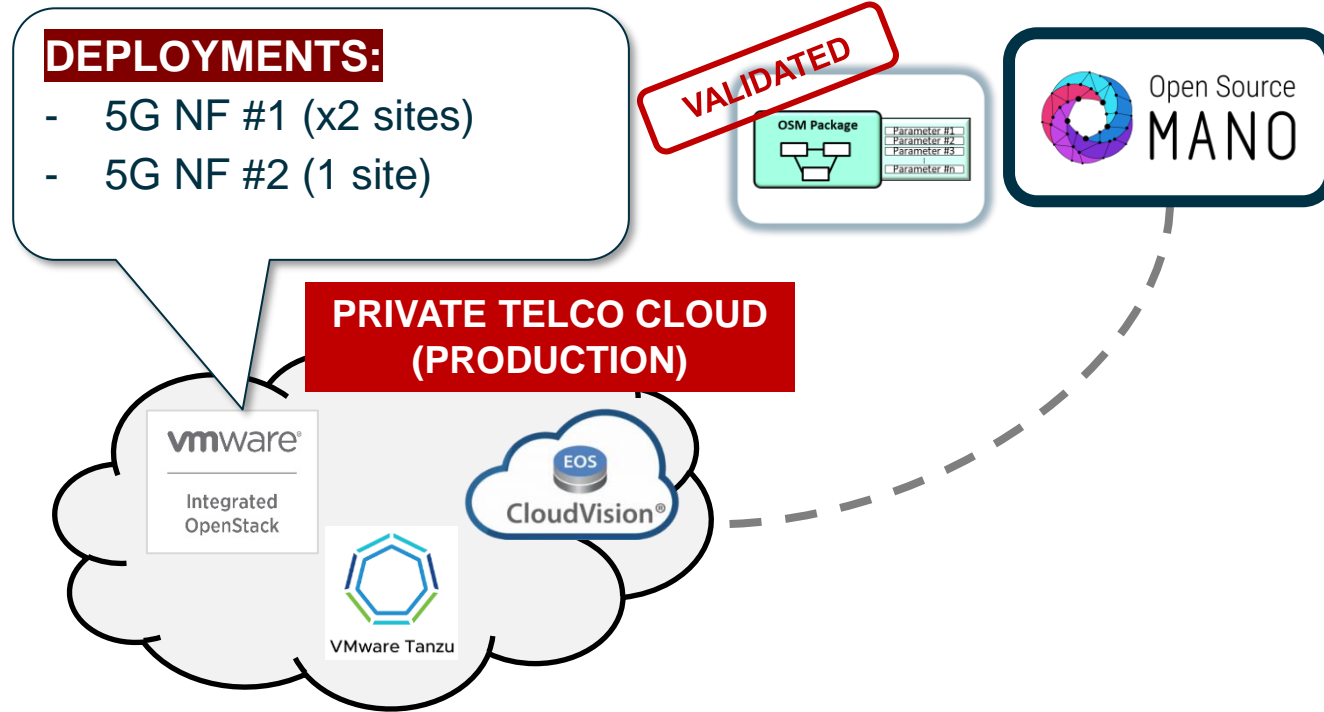 DEPLOYMENTS:
- 5G NF #1 (x2 sites)
- 5G NF #2 (1 site)
VALIDATED
OSM Package
Parameter #1
Parameter #2
Parameter #3
Parameter #n
Open Source
MANO
PRIVATE TELCO CLOUD
(PRODUCTION)
vmware®
Integrated
OpenStack
EOS
CloudVision®
VMware Tanzu